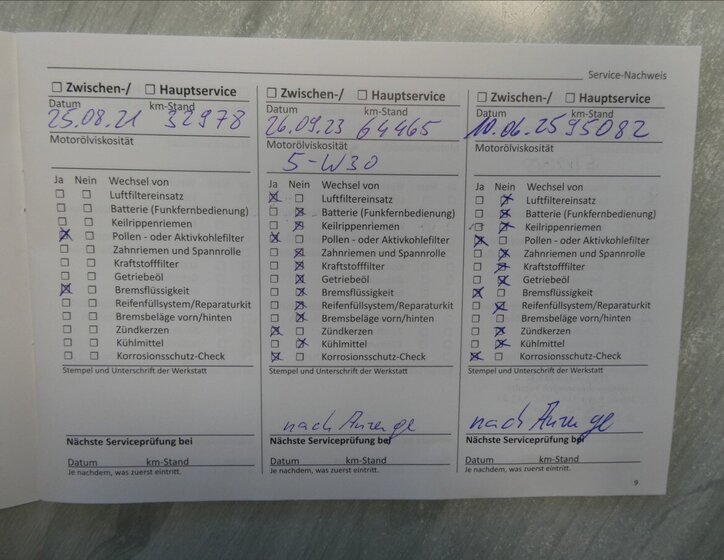 Service-Nachweis
☐ Zwischen-/ ☐ Hauptservice
Datum km-Stand
25.08.21 32978
Motorölviskosität
Ja Nein Wechsel von
☐ ☐ Luftfiltereinsatz
☐ ☐ Batterie (Funkfernbedienung)
☐ ☐ Keilrippenriemen
☒ ☐ Pollen - oder Aktivkohlefilter
☐ ☐ Zahnriemen und Spannrolle
☐ ☐ Kraftstofffilter
☐ ☐ Getriebeöl
☒ ☐ Bremsflüssigkeit
☐ ☐ Reifenfüllsystem/Reparaturkit
☐ ☐ Bremsbeläge vorn/hinten
☐ ☐ Zündkerzen
☐ ☐ Kühlmittel
☐ ☐ Korrosionsschutz-Check
Stempel und Unterschrift der Werkstatt
Nächste Serviceprüfung bei
Datum km-Stand
Je nachdem, was zuerst eintritt.
☐ Zwischen-/ ☐ Hauptservice
Datum km-Stand
26.09.23 64465
Motorölviskosität
5-W30
Ja Nein Wechsel von
☒ ☐ Luftfiltereinsatz
☐ ☒ Batterie (Funkfernbedienung)
☐ ☒ Keilrippenriemen
☒ ☐ Pollen - oder Aktivkohlefilter
☐ ☒ Zahnriemen und Spannrolle
☐ ☒ Kraftstofffilter
☐ ☒ Getriebeöl
☐ ☒ Bremsflüssigkeit
☐ ☒ Reifenfüllsystem/Reparaturkit
☐ ☒ Bremsbeläge vorn/hinten
☒ ☐ Zündkerzen
☐ ☒ Kühlmittel
☒ ☐ Korrosionsschutz-Check
Stempel und Unterschrift der Werkstatt
nach Anzeige
Nächste Serviceprüfung bei
Datum km-Stand
Je nachdem, was zuerst eintritt.
☐ Zwischen-/ ☐ Hauptservice
Datum km-Stand
10.06.25 95082
Motorölviskosität
Ja Nein Wechsel von
☐ ☒ Luftfiltereinsatz
☐ ☒ Batterie (Funkfernbedienung)
☐ ☒ Keilrippenriemen
☒ ☐ Pollen - oder Aktivkohlefilter
☐ ☒ Zahnriemen und Spannrolle
☐ ☒ Kraftstofffilter
☐ ☒ Getriebeöl
☒ ☐ Bremsflüssigkeit
☐ ☒ Reifenfüllsystem/Reparaturkit
☐ ☐ Bremsbeläge vorn/hinten
☐ ☒ Zündkerzen
☐ ☒ Kühlmittel
☒ ☐ Korrosionsschutz-Check
Stempel und Unterschrift der Werkstatt
nach Anzeige
Nächste Serviceprüfung bei
Datum km-Stand
Je nachdem, was zuerst eintritt.
9